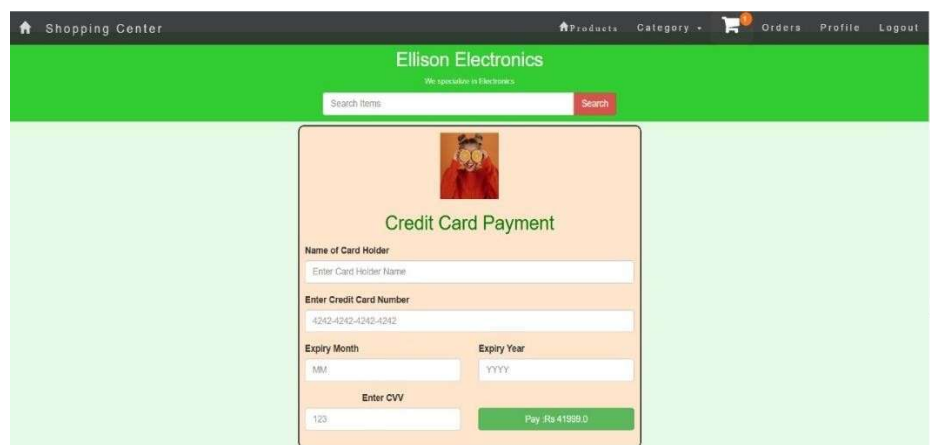 Shopping Center Products Category 1 Orders Profile Logout
Ellison Electronics
We specialize in Electronics
Search Items Search
Credit Card Payment
Name of Card Holder
Enter Card Holder Name
Enter Credit Card Number
4242-4242-4242-4242
Expiry Month Expiry Year
MM YYYY
Enter CVV
123 Pay :Rs 41999.0